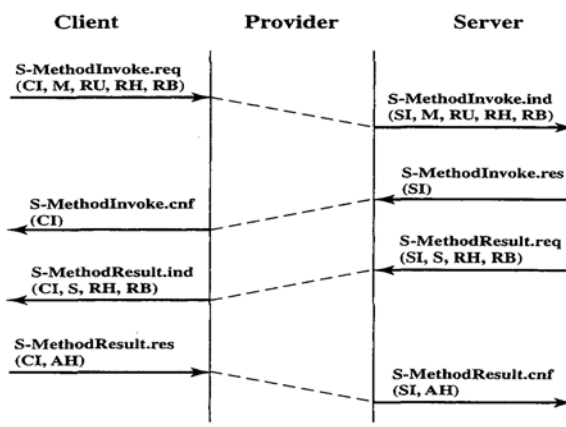 Client Provider Server
S-MethodInvoke.req
(CI, M, RU, RH, RB)
S-MethodInvoke.ind
(SI, M, RU, RH, RB)
S-MethodInvoke.res
(SI)
S-MethodInvoke.cnf
(CI)
S-MethodResult.req
(SI, S, RH, RB)
S-MethodResult.ind
(CI, S, RH, RB)
S-MethodResult.res
(CI, AH)
S-MethodResult.cnf
(SI, AH)